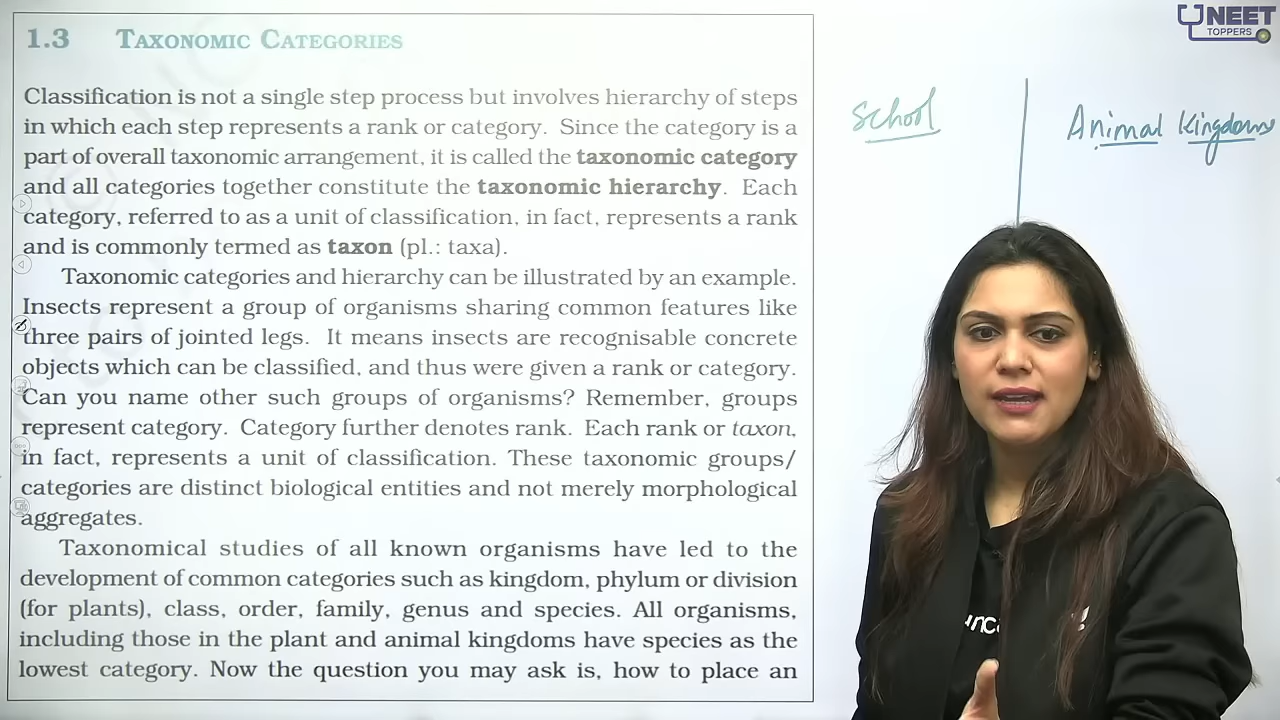 1.3 TAXONOMIC CATEGORIES
Classification is not a single step process but involves hierarchy of steps
in which each step represents a rank or category. Since the category is a
part of overall taxonomic arrangement, it is called the taxonomic category
and all categories together constitute the taxonomic hierarchy. Each
category, referred to as a unit of classification, in fact, represents a rank
and is commonly termed as taxon (pl.: taxa).
Taxonomic categories and hierarchy can be illustrated by an example.
Insects represent a group of organisms sharing common features like
three pairs of jointed legs. It means insects are recognisable concrete
objects which can be classified, and thus were given a rank or category.
Can you name other such groups of organisms? Remember, groups
represent category. Category further denotes rank. Each rank or taxon,
in fact, represents a unit of classification. These taxonomic groups/
categories are distinct biological entities and not merely morphological
aggregates.
Taxonomical studies of all known organisms have led to the
development of common categories such as kingdom, phylum or division
(for plants), class, order, family, genus and species. All organisms,
including those in the plant and animal kingdoms have species as the
lowest category. Now the question you may ask is, how to place an
School
Animal Kingdoms
UNEET
TOPPERS